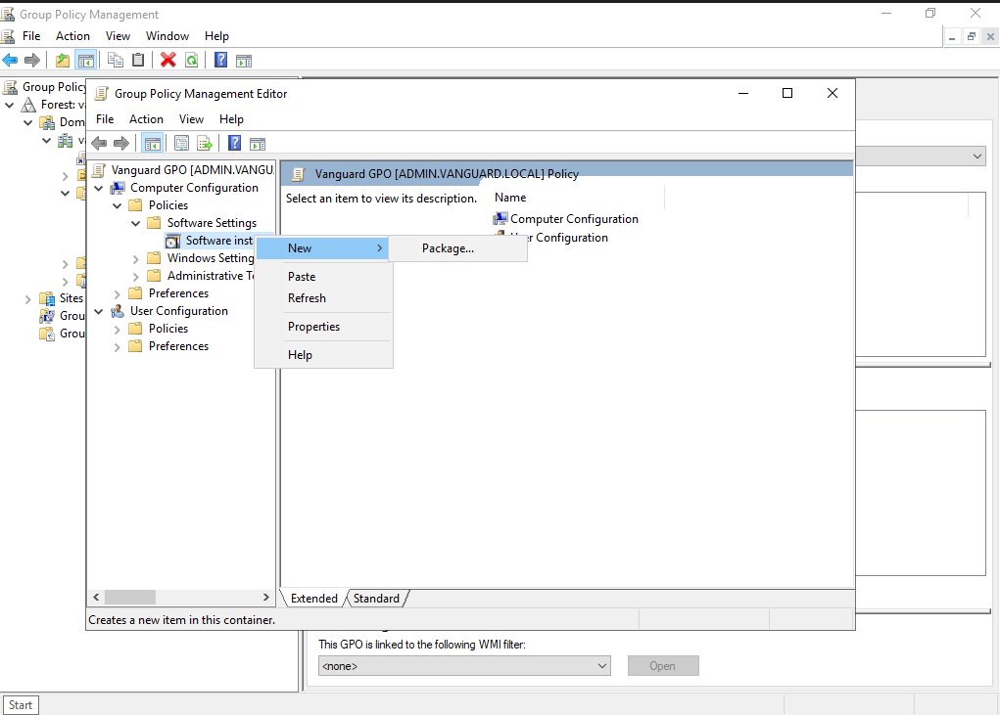 Group Policy Management
File Action View Window Help
Group Policy
Forest: va
Dom
va
Sites
Grou
Grou
Group Policy Management Editor
File Action View Help
Vanguard GPO [ADMIN.VANGU
Computer Configuration
Policies
Software Settings
Software inst
Windows Setting
Administrative Te
Preferences
User Configuration
Policies
Preferences
Vanguard GPO [ADMIN.VANGUARD.LOCAL] Policy
Select an item to view its description.
Name
Computer Configuration
User Configuration
New
Package...
Paste
Refresh
Properties
Help
Extended Standard
Creates a new item in this container.
This GPO is linked to the following WMI filter:
<none>
Open
Start